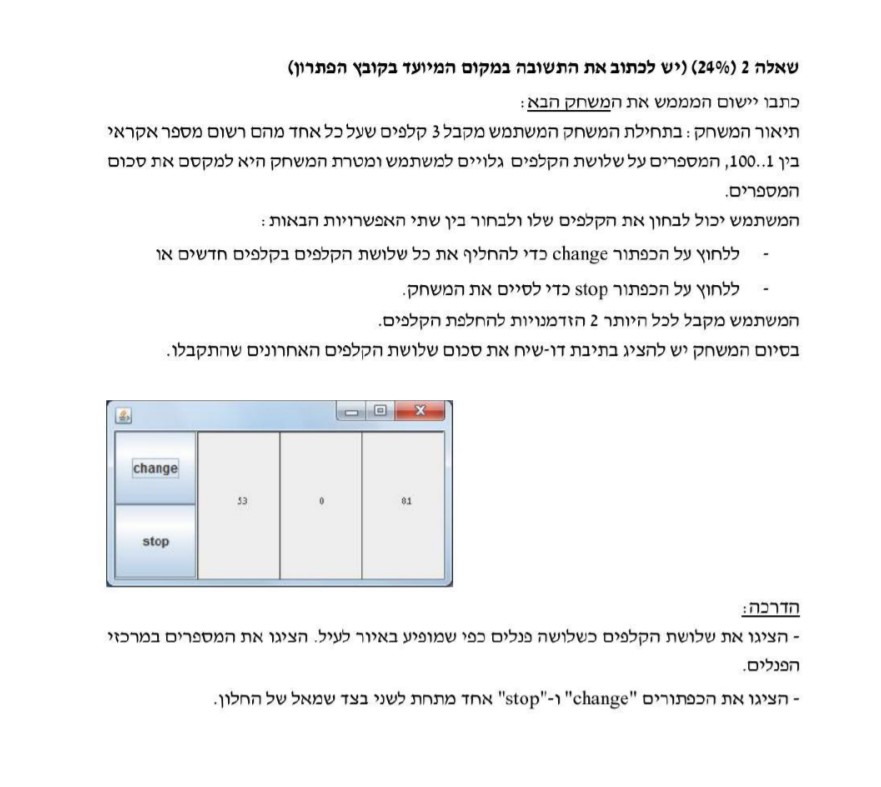 שאלה 2 (24%) (יש לכתוב את התשובה במקום המיועד בקובץ הפתרון)
כתבו יישום המממש את המשחק הבא:
תיאור המשחק: בתחילת המשחק המשתמש מקבל 3 קלפים שעל כל אחד מהם רשום מספר אקראי
בין 1..100, המספרים על שלושת הקלפים גלויים למשתמש ומטרת המשחק היא למקסם את סכום
המספרים.
המשתמש יכול לבחון את הקלפים שלו ולבחור בין שתי האפשרויות הבאות:
- ללחוץ על הכפתור change כדי להחליף את כל שלושת הקלפים בקלפים חדשים או
- ללחוץ על הכפתור stop כדי לסיים את המשחק.
המשתמש מקבל לכל היותר 2 הזדמנויות להחלפת הקלפים.
בסיום המשחק יש להציג בתיבת דו-שיח את סכום שלושת הקלפים האחרונים שהתקבלו.
change
53 0 81
stop
הדרכה:
- הציגו את שלושת הקלפים כשלושה פנלים כפי שמופיע באיור לעיל. הציגו את המספרים במרכזי
הפנלים.
- הציגו את הכפתורים "change" ו-"stop" אחד מתחת לשני בצד שמאל של החלון.